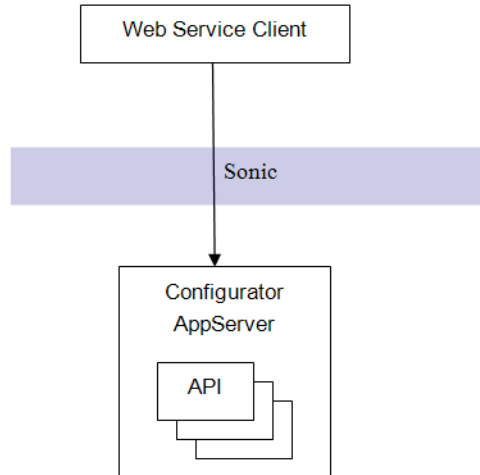 Web Service Client
Sonic
Configurator
AppServer
API